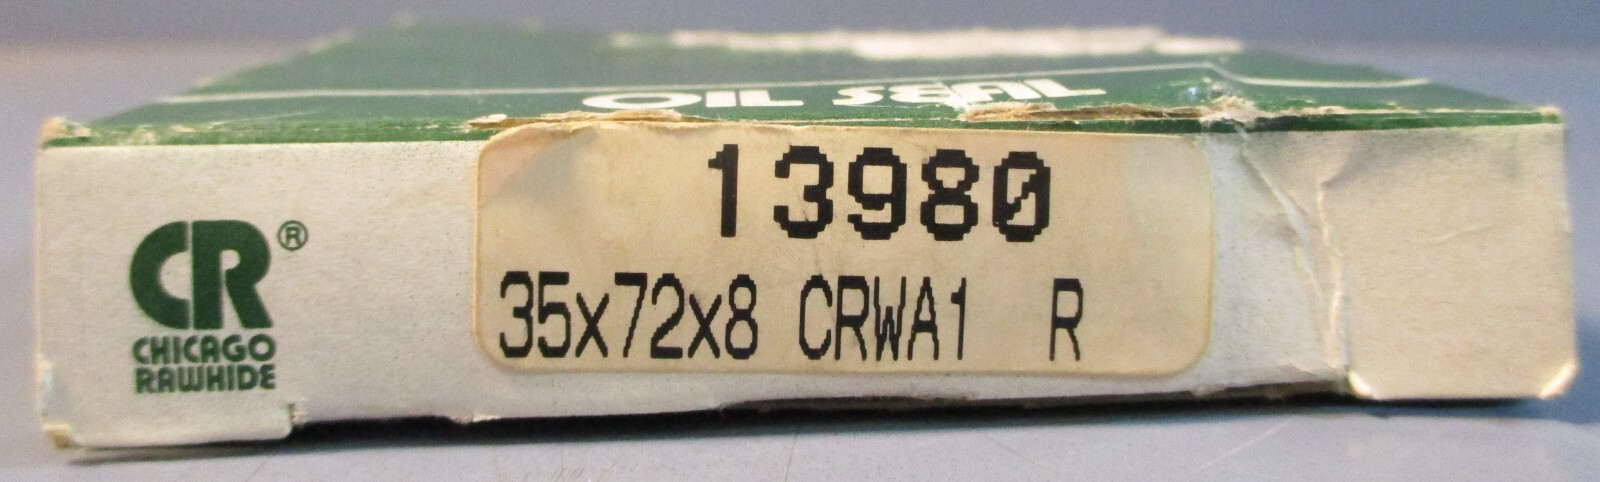 OIL SEAL
13980
35x72x8 CRWA1 R
CR®
CHICAGO
RAWHIDE